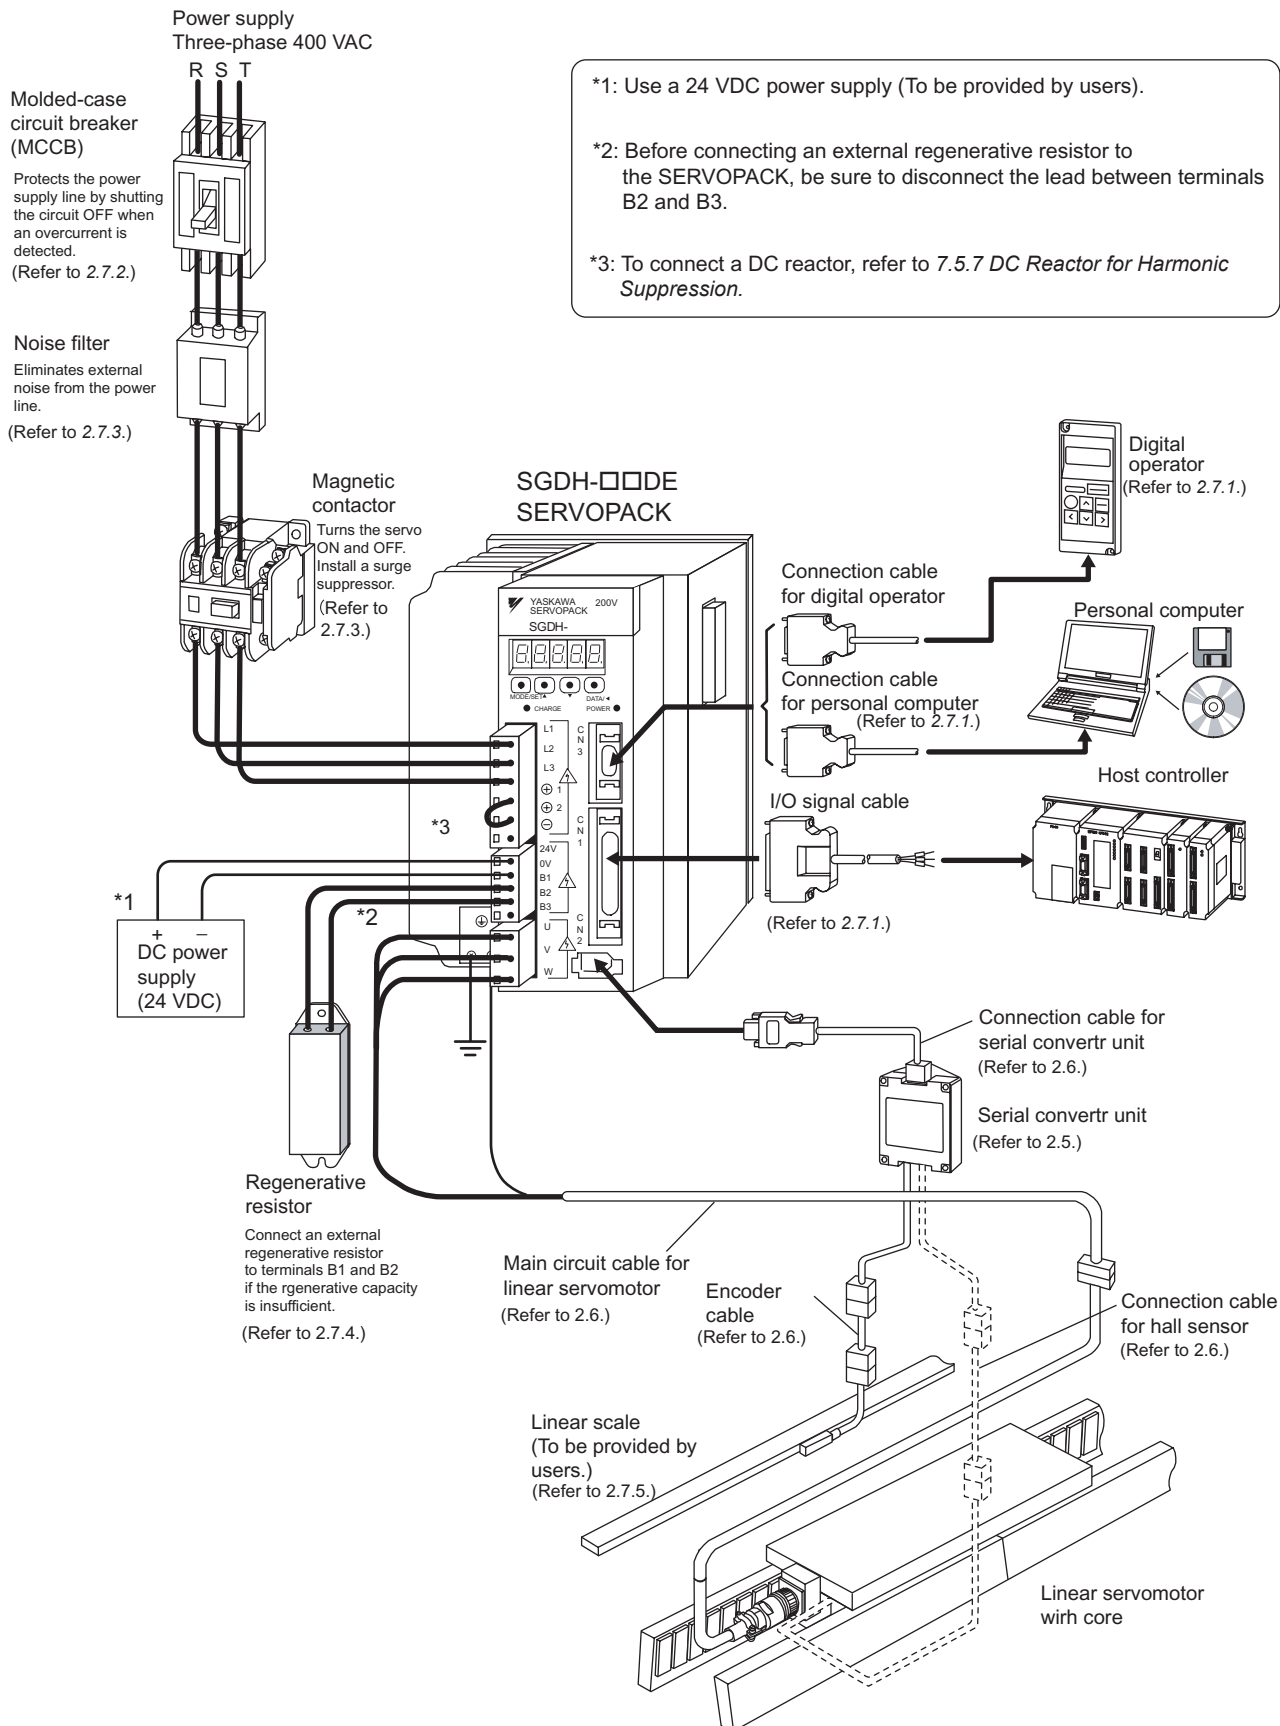 Power supply
Three-phase 400 VAC
R S T
Molded-case
circuit breaker
(MCCB)
Protects the power
supply line by shutting
the circuit OFF when
an overcurrent is
detected.
(Refer to 2.7.2.)
*1: Use a 24 VDC power supply (To be provided by users).
*2: Before connecting an external regenerative resistor to
the SERVOPACK, be sure to disconnect the lead between terminals
B2 and B3.
*3: To connect a DC reactor, refer to 7.5.7 DC Reactor for Harmonic
Suppression.
Noise filter
Eliminates external
noise from the power
line.
(Refer to 2.7.3.)
Magnetic
contactor
Turns the servo
ON and OFF.
Install a surge
suppressor.
(Refer to
2.7.3.)
SGDH-□□DE
SERVOPACK
YASKAWA 200V
SERVOPACK
SGDH-
MODE/SET▲
▼
DATA/◄
CHARGE
POWER
L1
L2
L3
⊕ 1
⊕ 2
⊖
24V
0V
B1
B2
B3
U
V
W
CN3
CN1
CN2
*3
*1
*2
+ −
DC power
supply
(24 VDC)
Digital
operator
(Refer to 2.7.1.)
Connection cable
for digital operator
Personal computer
Connection cable
for personal computer
(Refer to 2.7.1.)
Host controller
I/O signal cable
(Refer to 2.7.1.)
Connection cable for
serial convertr unit
(Refer to 2.6.)
Serial convertr unit
(Refer to 2.5.)
Regenerative
resistor
Connect an external
regenerative resistor
to terminals B1 and B2
if the rgenerative capacity
is insufficient.
(Refer to 2.7.4.)
Main circuit cable for
linear servomotor
(Refer to 2.6.)
Encoder
cable
(Refer to 2.6.)
Connection cable
for hall sensor
(Refer to 2.6.)
Linear scale
(To be provided by
users.)
(Refer to 2.7.5.)
Linear servomotor
wirh core